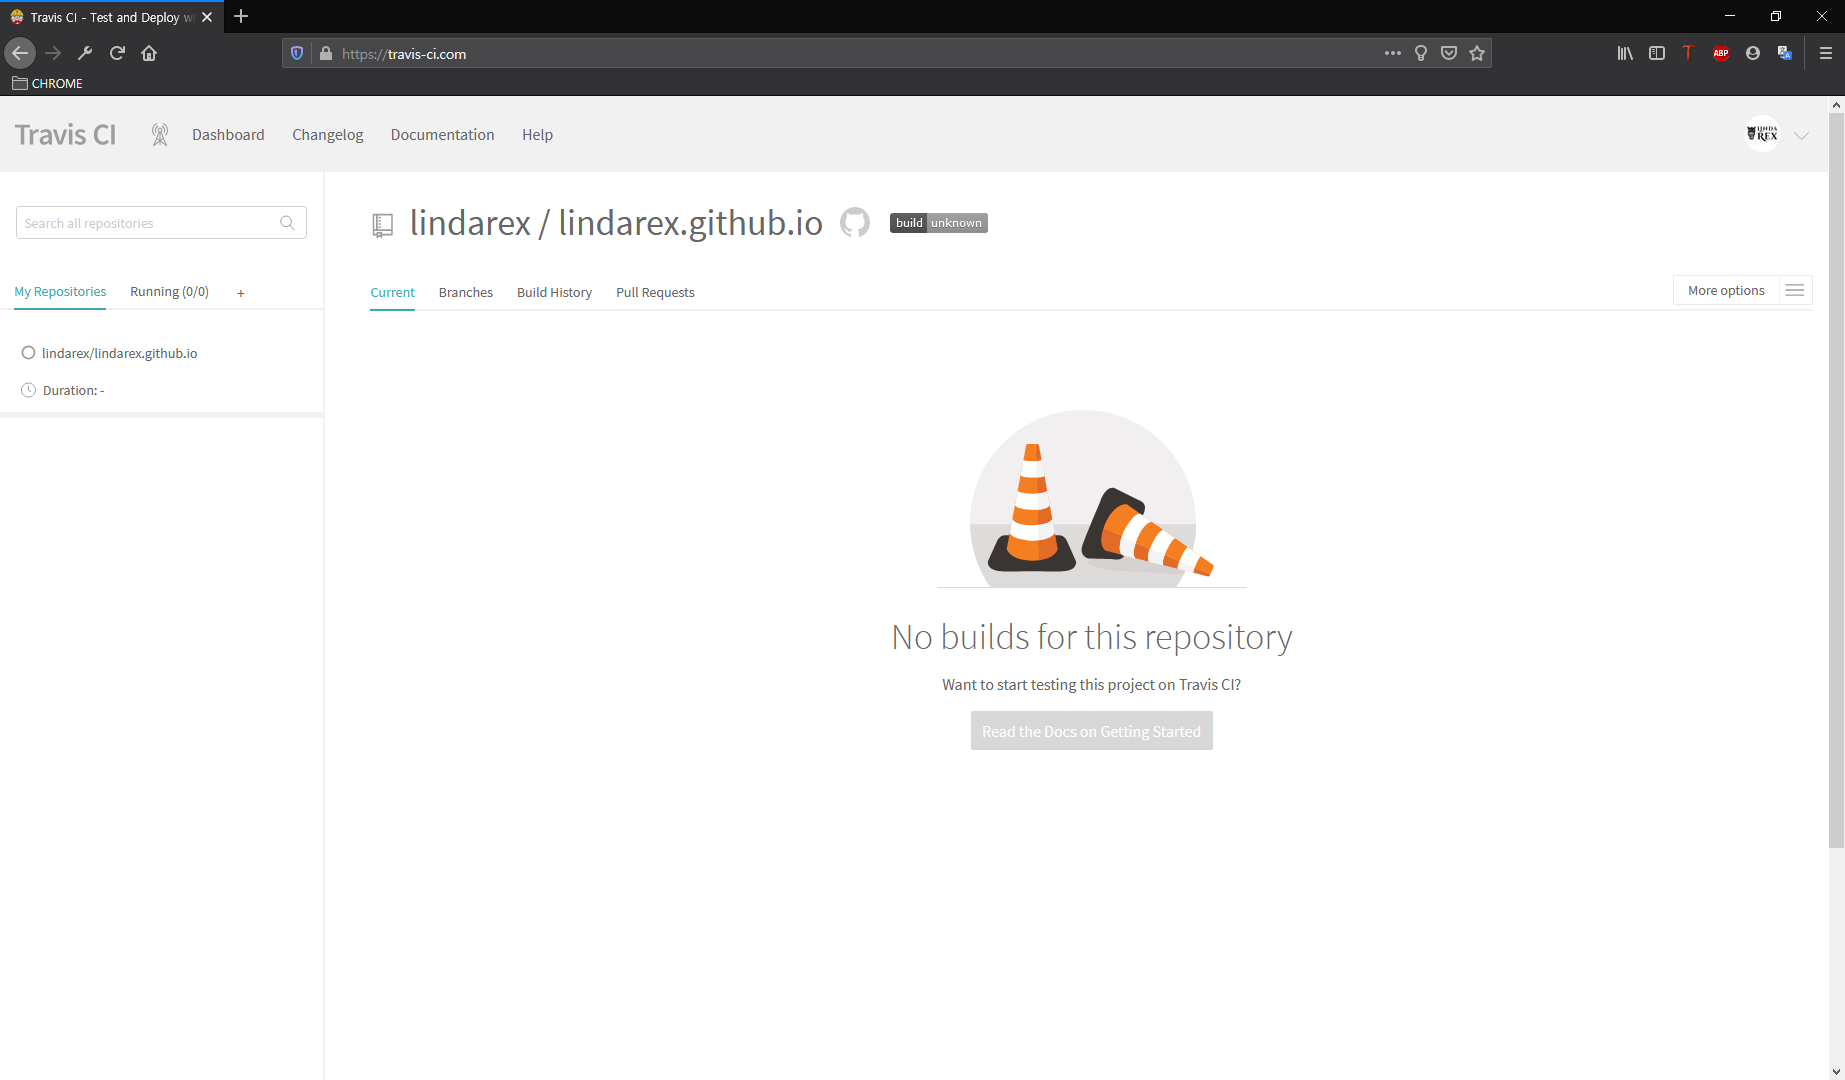 Travis CI - Test and Deploy wi
https://travis-ci.com
ABP
CHROME
Travis CI
Dashboard
Changelog
Documentation
Help
LINDA
REX
Search all repositories
lindarex / lindarex.github.io
build unknown
My Repositories
Running (0/0)
+
Current
Branches
Build History
Pull Requests
More options
lindarex/lindarex.github.io
Duration: -
No builds for this repository
Want to start testing this project on Travis CI?
Read the Docs on Getting Started